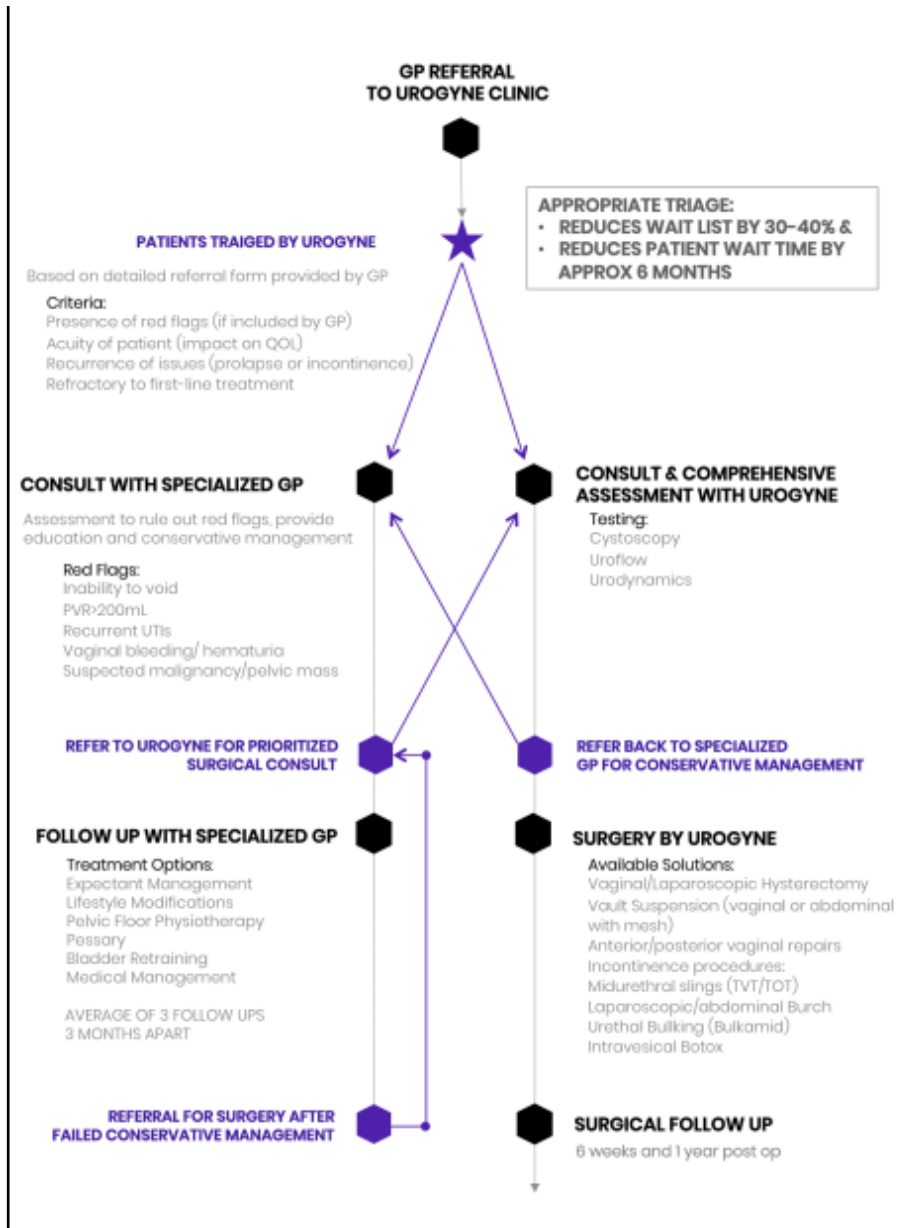 GP REFERRAL
TO UROGYNE CLINIC
APPROPRIATE TRIAGE:
• REDUCES WAIT LIST BY 30-40% &
• REDUCES PATIENT WAIT TIME BY
APPROX 6 MONTHS
PATIENTS TRAIGED BY UROGYNE
Based on detailed referral form provided by GP
Criteria:
Presence of red flags (if included by GP)
Acuity of patient (impact on QOL)
Recurrence of issues (prolapse or incontinence)
Refractory to first-line treatment
CONSULT WITH SPECIALIZED GP
Assessment to rule out red flags, provide
education and conservative management
Red Flags:
Inability to void
PVR>200mL
Recurrent UTIs
Vaginal bleeding/ hematuria
Suspected malignancy/pelvic mass
CONSULT & COMPREHENSIVE
ASSESSMENT WITH UROGYNE
Testing:
Cystoscopy
Uroflow
Urodynamics
REFER TO UROGYNE FOR PRIORITIZED
SURGICAL CONSULT
REFER BACK TO SPECIALIZED
GP FOR CONSERVATIVE MANAGEMENT
FOLLOW UP WITH SPECIALIZED GP
Treatment Options:
Expectant Management
Lifestyle Modifications
Pelvic Floor Physiotherapy
Pessary
Bladder Retraining
Medical Management
AVERAGE OF 3 FOLLOW UPS
3 MONTHS APART
SURGERY BY UROGYNE
Available Solutions:
Vaginal/Laparoscopic Hysterectomy
Vault Suspension (vaginal or abdominal
with mesh)
Anterior/posterior vaginal repairs
Incontinence procedures:
Midurethral slings (TVT/TOT)
Laparoscopic/abdominal Burch
Urethal Bullking (Bulkamid)
Intravesical Botox
REFERRAL FOR SURGERY AFTER
FAILED CONSERVATIVE MANAGEMENT
SURGICAL FOLLOW UP
6 weeks and 1 year post op